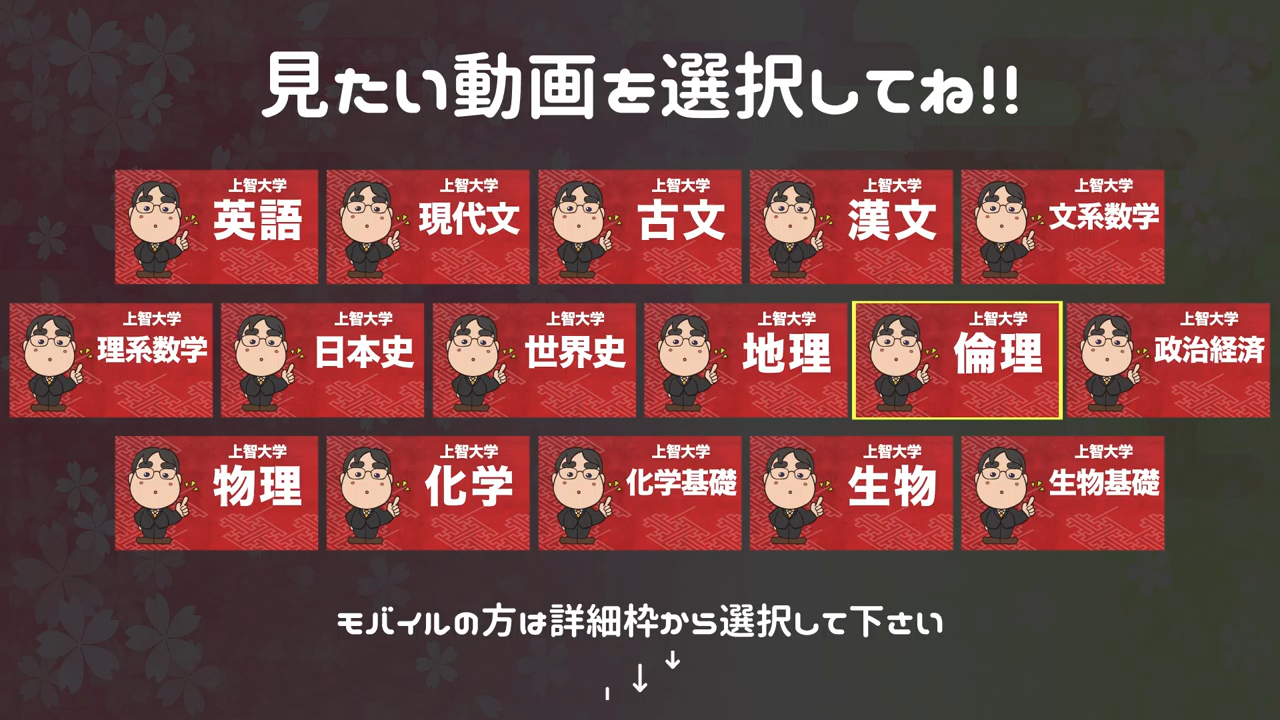 見たい動画を選択してね!!
上智大学
英語
上智大学
現代文
上智大学
古文
上智大学
漢文
上智大学
文系数学
上智大学
理系数学
上智大学
日本史
上智大学
世界史
上智大学
地理
上智大学
倫理
上智大学
政治経済
上智大学
物理
上智大学
化学
上智大学
化学基礎
上智大学
生物
上智大学
生物基礎
モバイルの方は詳細枠から選択して下さい